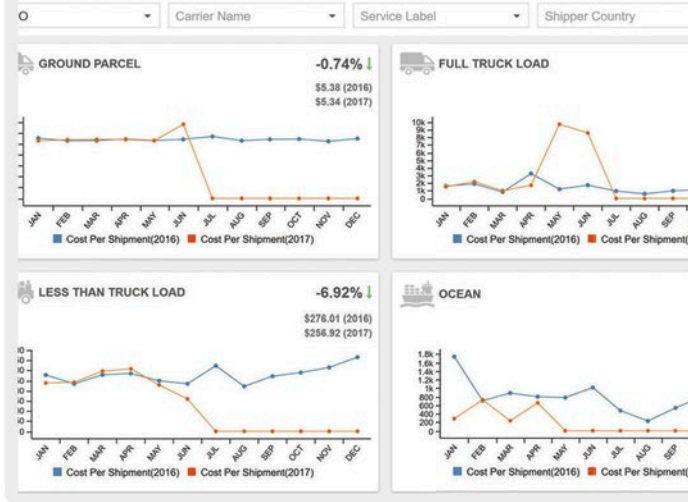 O
Carrier Name
Service Label
Shipper Country
GROUND PARCEL
-0.74%
$5.38 (2016)
$5.34 (2017)
JAN FEB MAR APR MAY JUN JUL AUG SEP OCT NOV DEC
Cost Per Shipment(2016) Cost Per Shipment(2017)
FULL TRUCK LOAD
10k
9k
8k
7k
6k
5k
4k
3k
2k
1k
0
JAN FEB MAR APR MAY JUN JUL AUG SEP
Cost Per Shipment(2016) Cost Per Shipment(
LESS THAN TRUCK LOAD
-6.92%
$276.01 (2016)
$256.92 (2017)
JAN FEB MAR APR MAY JUN JUL AUG SEP OCT NOV DEC
Cost Per Shipment(2016) Cost Per Shipment(2017)
OCEAN
1.8k
1.6k
1.4k
1.2k
1k
800
600
400
200
0
JAN FEB MAR APR MAY JUN JUL AUG SEP
Cost Per Shipment(2016) Cost Per Shipment(